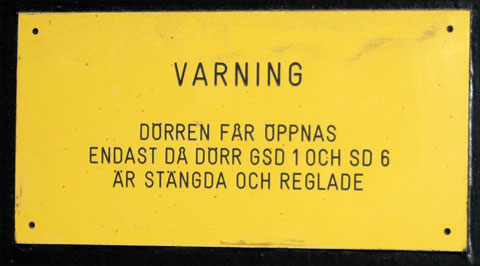 VARNING
DÖRREN FÅR ÖPPNAS
ENDAST DÅ DÖRR GSD 1 OCH SD 6
ÄR STÄNGDA OCH REGLADE